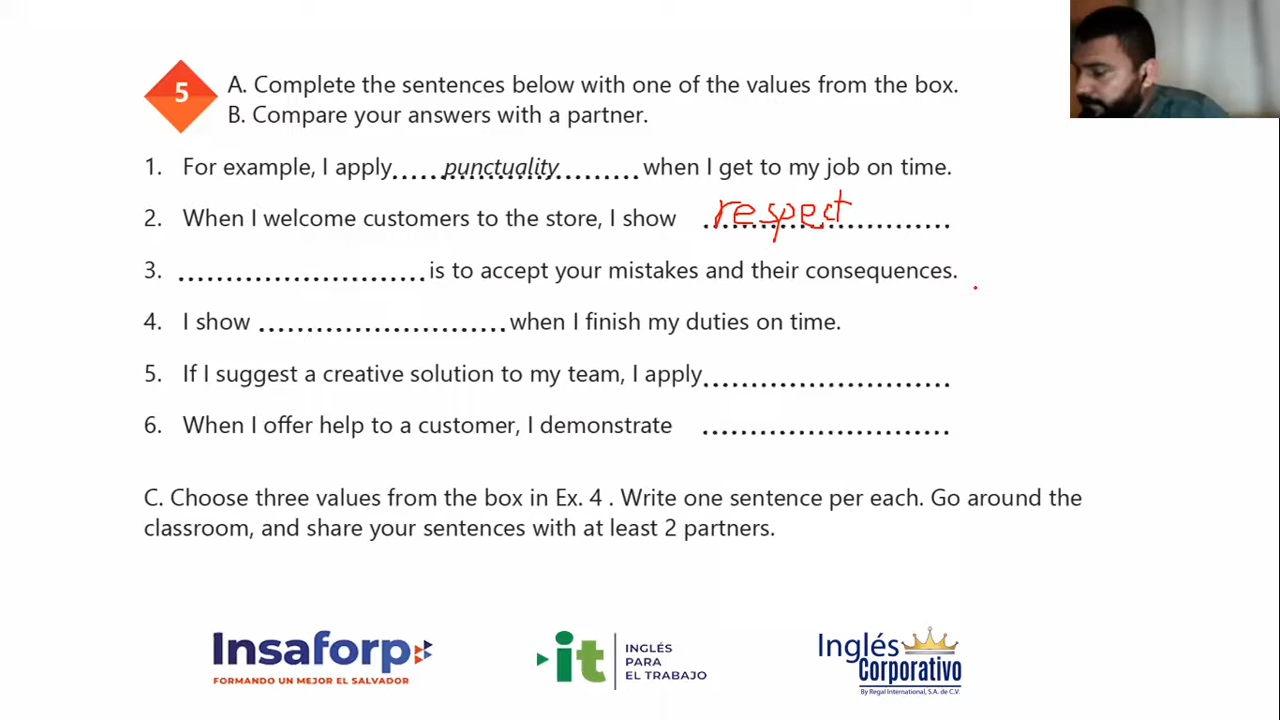 5
A. Complete the sentences below with one of the values from the box.
B. Compare your answers with a partner.
1. For example, I apply......punctuality.......... when I get to my job on time.
2. When I welcome customers to the store, I show respect
3. .......................... is to accept your mistakes and their consequences.
4. I show .......................... when I finish my duties on time.
5. If I suggest a creative solution to my team, I apply..........................
6. When I offer help to a customer, I demonstrate ..........................
C. Choose three values from the box in Ex. 4 . Write one sentence per each. Go around the
classroom, and share your sentences with at least 2 partners.
Insaforp
FORMANDO UN MEJOR EL SALVADOR
it
INGLÉS
PARA
EL TRABAJO
Inglés
Corporativo
By Regal International, S.A. de C.V.